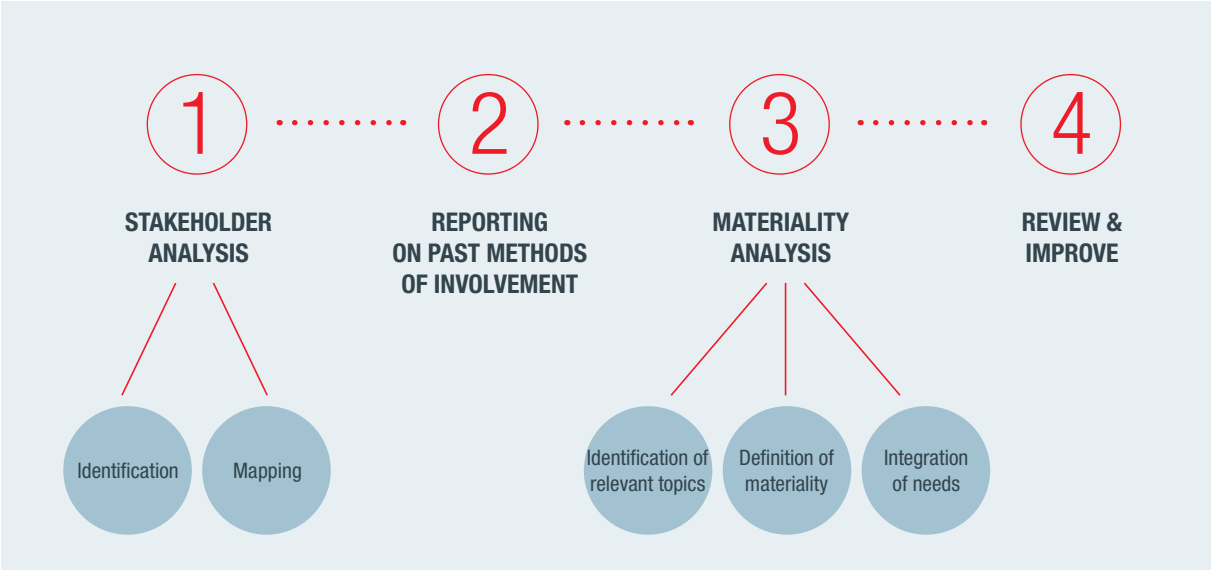 1
2
3
4
STAKEHOLDER
ANALYSIS
REPORTING
ON PAST METHODS
OF INVOLVEMENT
MATERIALITY
ANALYSIS
REVIEW &
IMPROVE
Identification
Mapping
Identification of
relevant topics
Definition of
materiality
Integration
of needs